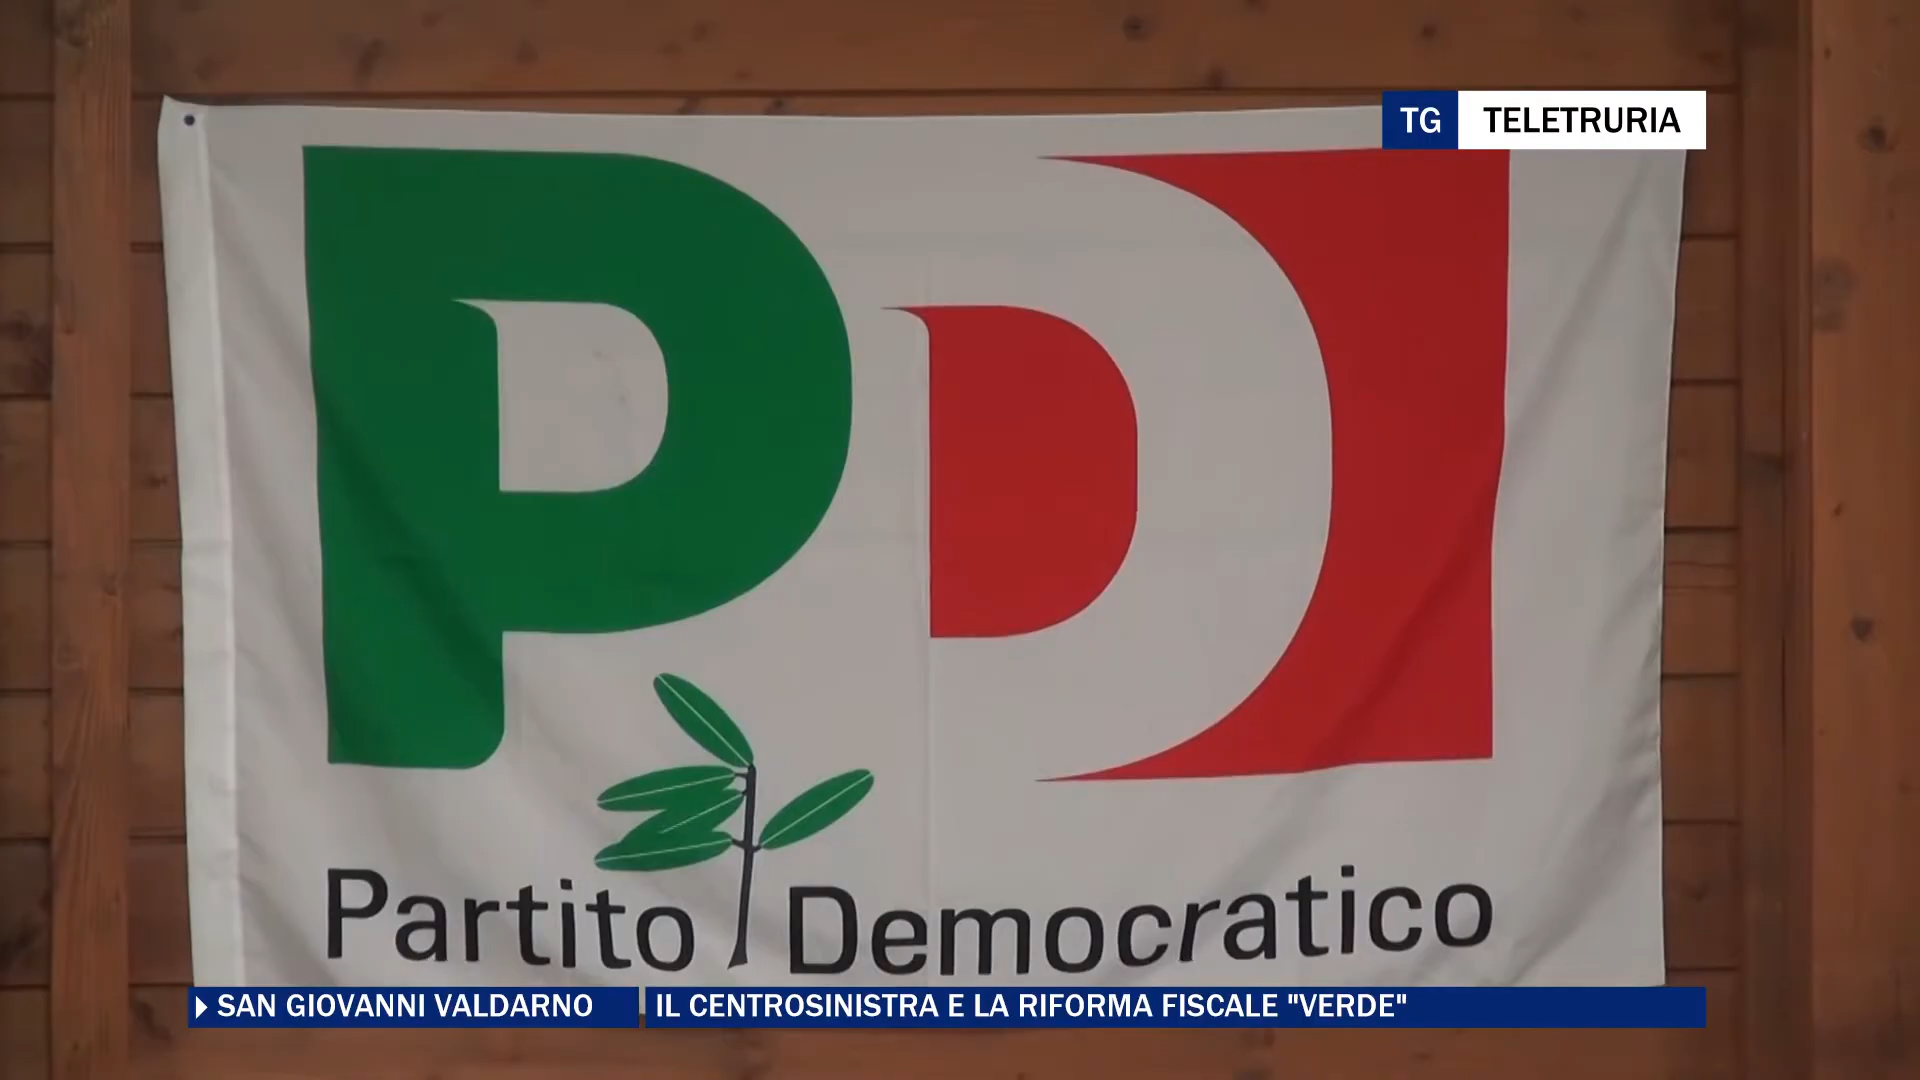 TG TELETRURIA
PD
Partito Democratico
SAN GIOVANNI VALDARNO IL CENTROSINISTRA E LA RIFORMA FISCALE "VERDE"